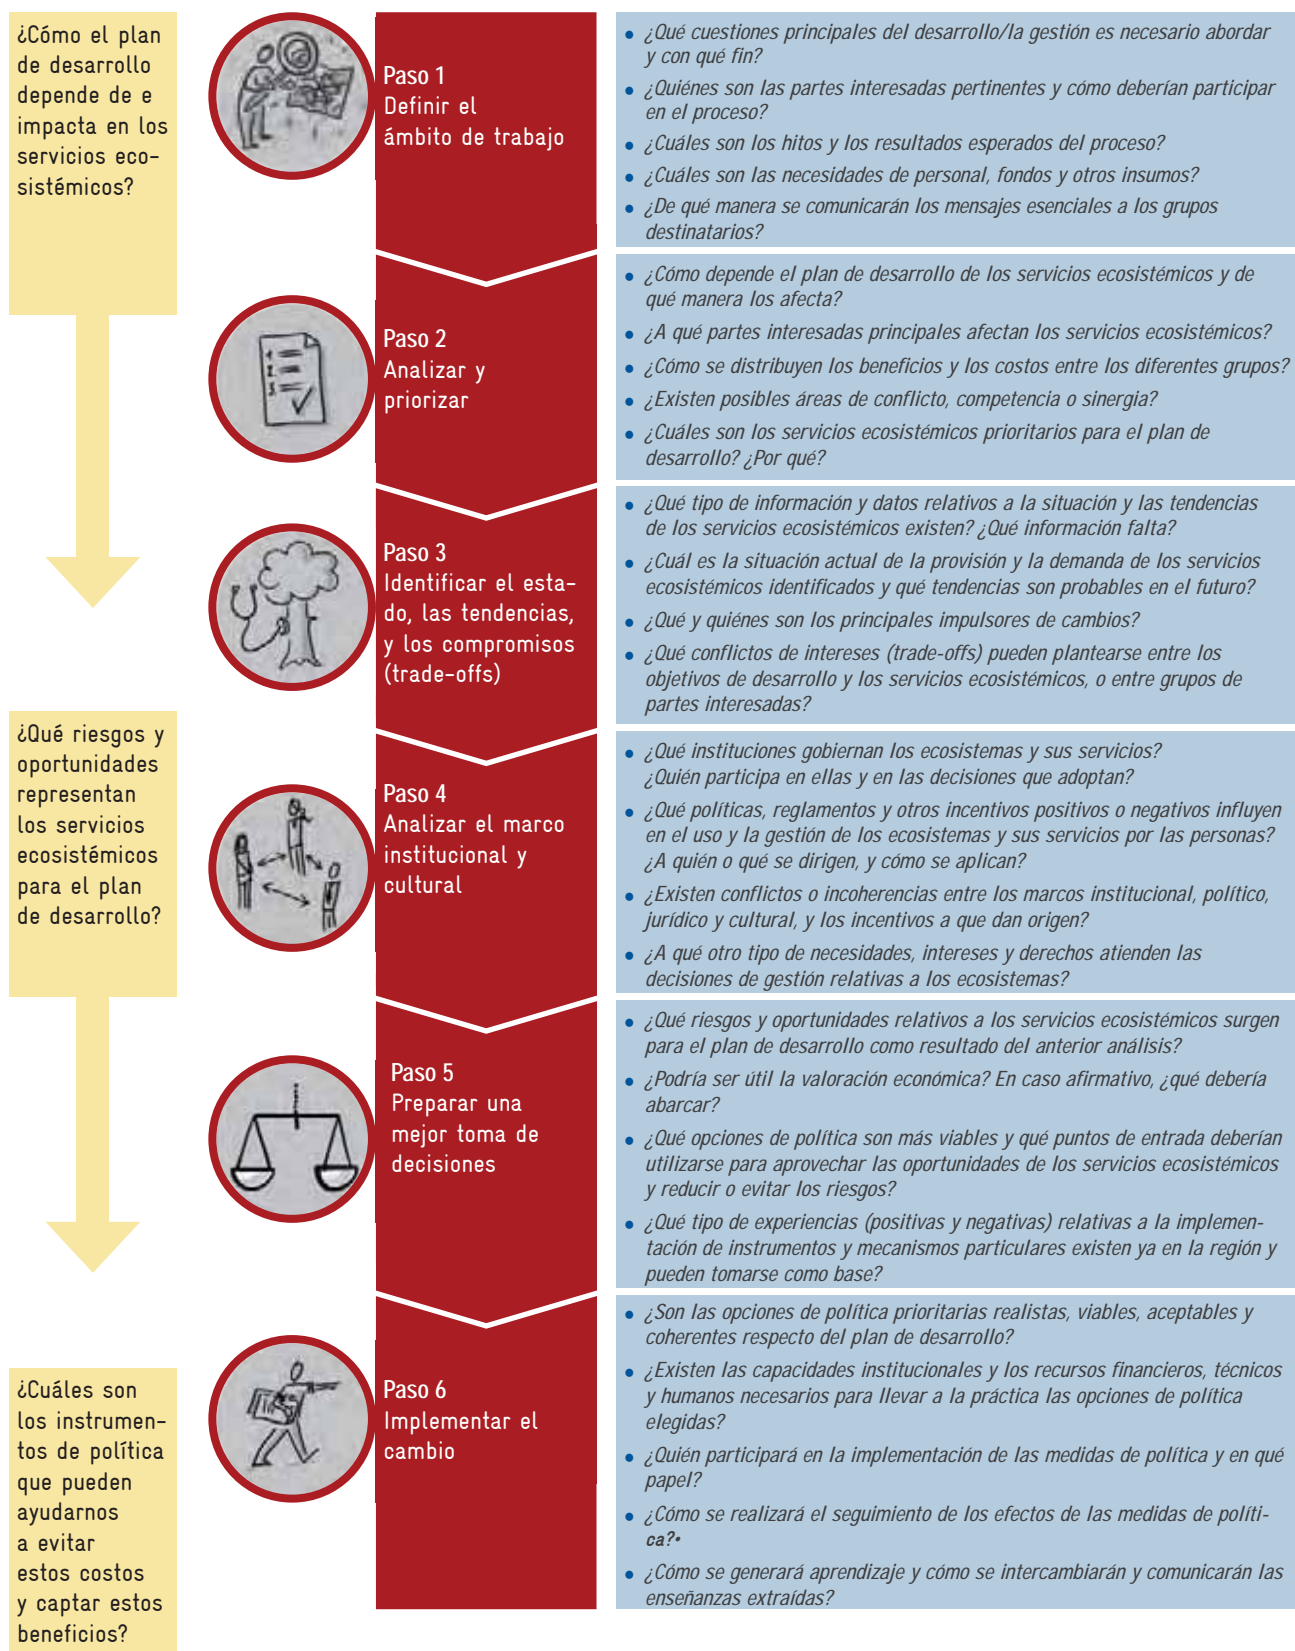 ¿Cómo el plan
de desarrollo
depende de e
impacta en los
servicios eco-
sistémicos?
Paso 1
Definir el
ámbito de trabajo
• ¿Qué cuestiones principales del desarrollo/la gestión es necesario abordar
y con qué fin?
• ¿Quiénes son las partes interesadas pertinentes y cómo deberían participar
en el proceso?
• ¿Cuáles son los hitos y los resultados esperados del proceso?
• ¿Cuáles son las necesidades de personal, fondos y otros insumos?
• ¿De qué manera se comunicarán los mensajes esenciales a los grupos
destinatarios?
Paso 2
Analizar y
priorizar
• ¿Cómo depende el plan de desarrollo de los servicios ecosistémicos y de
qué manera los afecta?
• ¿A qué partes interesadas principales afectan los servicios ecosistémicos?
• ¿Cómo se distribuyen los beneficios y los costos entre los diferentes grupos?
• ¿Existen posibles áreas de conflicto, competencia o sinergia?
• ¿Cuáles son los servicios ecosistémicos prioritarios para el plan de
desarrollo? ¿Por qué?
Paso 3
Identificar el esta-
do, las tendencias,
y los compromisos
(trade-offs)
• ¿Qué tipo de información y datos relativos a la situación y las tendencias
de los servicios ecosistémicos existen? ¿Qué información falta?
• ¿Cuál es la situación actual de la provisión y la demanda de los servicios
ecosistémicos identificados y qué tendencias son probables en el futuro?
• ¿Qué y quiénes son los principales impulsores de cambios?
• ¿Qué conflictos de intereses (trade-offs) pueden plantearse entre los
objetivos de desarrollo y los servicios ecosistémicos, o entre grupos de
partes interesadas?
¿Qué riesgos y
oportunidades
representan
los servicios
ecosistémicos
para el plan
de desarrollo?
Paso 4
Analizar el marco
institucional y
cultural
• ¿Qué instituciones gobiernan los ecosistemas y sus servicios?
¿Quién participa en ellas y en las decisiones que adoptan?
• ¿Qué políticas, reglamentos y otros incentivos positivos o negativos influyen
en el uso y la gestión de los ecosistemas y sus servicios por las personas?
¿A quién o qué se dirigen, y cómo se aplican?
• ¿Existen conflictos o incoherencias entre los marcos institucional, político,
jurídico y cultural, y los incentivos a que dan origen?
• ¿A qué otro tipo de necesidades, intereses y derechos atienden las
decisiones de gestión relativas a los ecosistemas?
Paso 5
Preparar una
mejor toma de
decisiones
• ¿Qué riesgos y oportunidades relativos a los servicios ecosistémicos surgen
para el plan de desarrollo como resultado del anterior análisis?
• ¿Podría ser útil la valoración económica? En caso afirmativo, ¿qué debería
abarcar?
• ¿Qué opciones de política son más viables y qué puntos de entrada deberían
utilizarse para aprovechar las oportunidades de los servicios ecosistémicos
y reducir o evitar los riesgos?
• ¿Qué tipo de experiencias (positivas y negativas) relativas a la implemen-
tación de instrumentos y mecanismos particulares existen ya en la región y
pueden tomarse como base?
¿Cuáles son
los instrumen-
tos de política
que pueden
ayudarnos
a evitar
estos costos
y captar estos
beneficios?
Paso 6
Implementar el
cambio
• ¿Son las opciones de política prioritarias realistas, viables, aceptables y
coherentes respecto del plan de desarrollo?
• ¿Existen las capacidades institucionales y los recursos financieros, técnicos
y humanos necesarios para llevar a la práctica las opciones de política
elegidas?
• ¿Quién participará en la implementación de las medidas de política y en qué
papel?
• ¿Cómo se realizará el seguimiento de los efectos de las medidas de políti-
ca?•
• ¿Cómo se generará aprendizaje y cómo se intercambiarán y comunicarán las
enseñanzas extraídas?